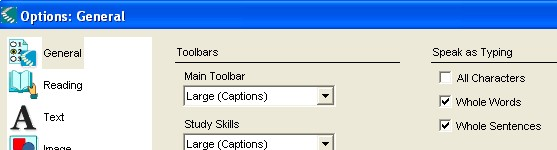 Options: General
General
Reading
Text
Image
Toolbars
Main Toolbar
Large (Captions)
Study Skills
Large (Captions)
Speak as Typing
All Characters
Whole Words
Whole Sentences